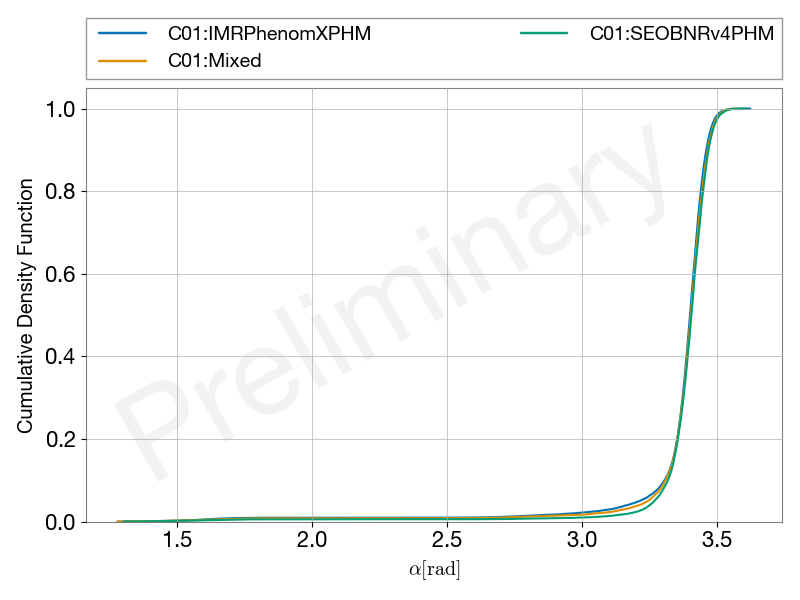 C01:IMRPhenomXPHM
C01:SEOBNRv4PHM
C01:Mixed
1.0
0.8
0.6
0.4
0.2
0.0
Cumulative Density Function
Preliminary
1.5 2.0 2.5 3.0 3.5
α[rad]